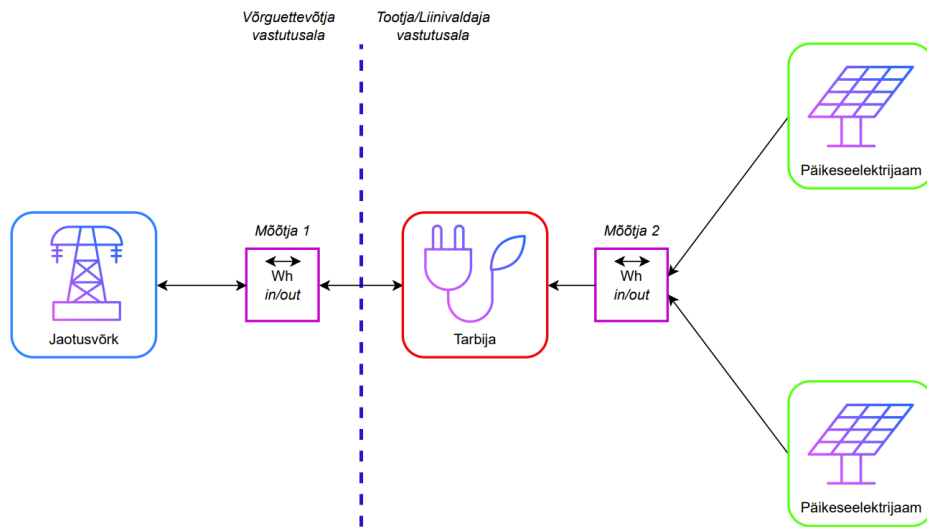 Võrguettevõtja
vastutusala
Tootja/Liinivaldaja
vastutusala
Päikeseelektrijaam
Mõõtja 1
Wh
in/out
Mõõtja 2
Wh
in/out
Jaotusvõrk
Tarbija
Päikeseelektrijaam